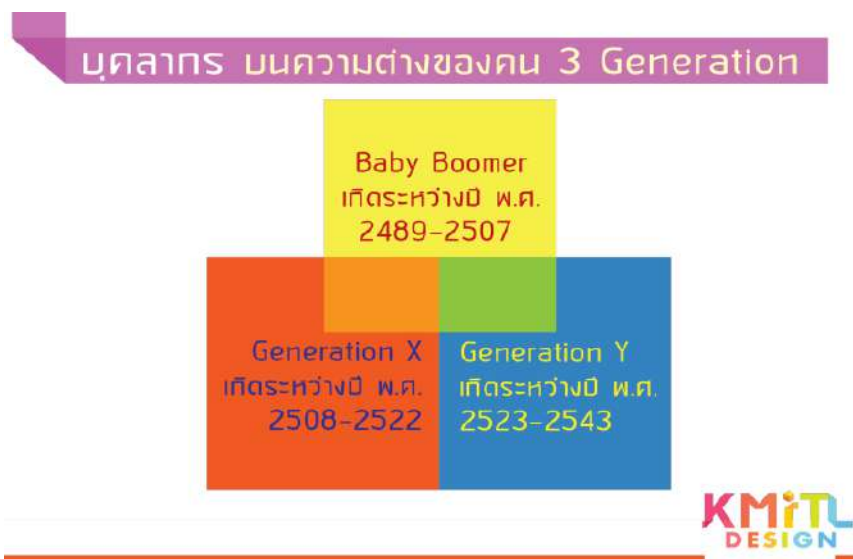 บุคลากร บนความต่างของคน 3 Generation
Baby Boomer
เกิดระหว่างปี พ.ศ.
2489-2507
Generation X
เกิดระหว่างปี พ.ศ.
2508-2522
Generation Y
เกิดระหว่างปี พ.ศ.
2523-2543
KMiTL
DESIGN